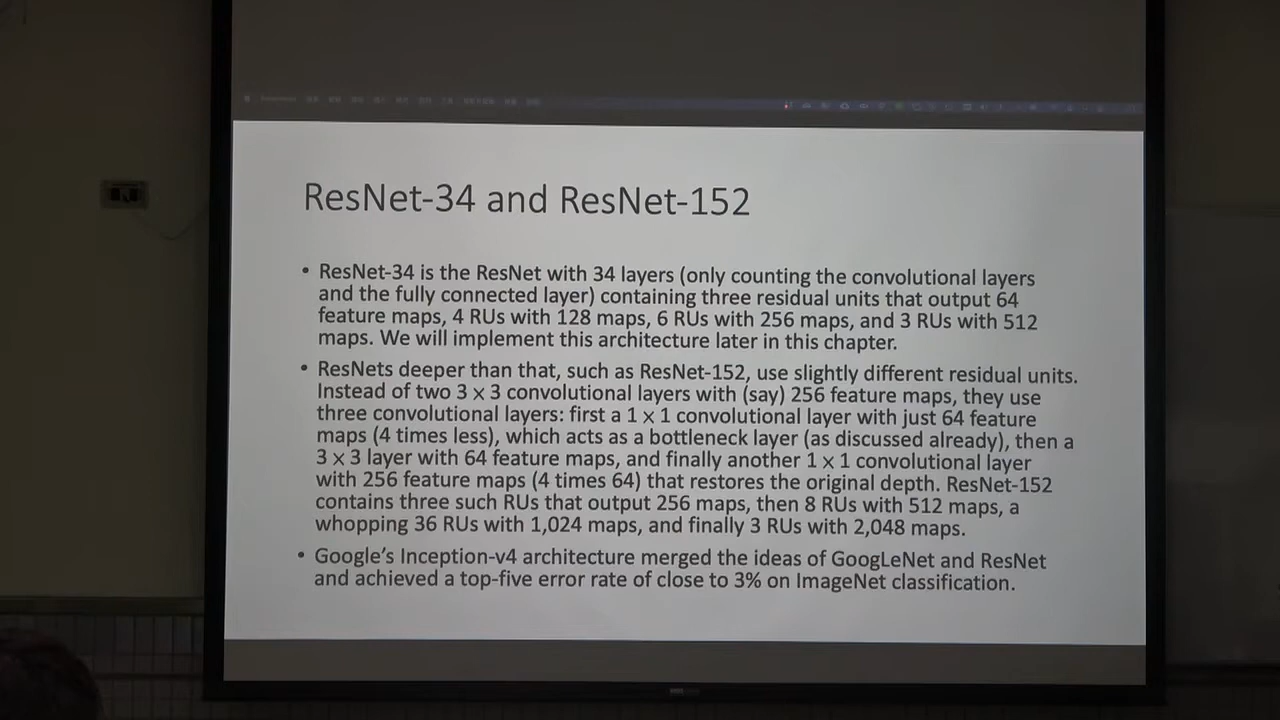 ResNet-34 and ResNet-152
• ResNet-34 is the ResNet with 34 layers (only counting the convolutional layers
and the fully connected layer) containing three residual units that output 64
feature maps, 4 RUs with 128 maps, 6 RUs with 256 maps, and 3 RUs with 512
maps. We will implement this architecture later in this chapter.
• ResNets deeper than that, such as ResNet-152, use slightly different residual units.
Instead of two 3 x 3 convolutional layers with (say) 256 feature maps, they use
three convolutional layers: first a 1 x 1 convolutional layer with just 64 feature
maps (4 times less), which acts as a bottleneck layer (as discussed already), then a
3 x 3 layer with 64 feature maps, and finally another 1 x 1 convolutional layer
with 256 feature maps (4 times 64) that restores the original depth. ResNet-152
contains three such RUs that output 256 maps, then 8 RUs with 512 maps, a
whopping 36 RUs with 1,024 maps, and finally 3 RUs with 2,048 maps.
• Google’s Inception-v4 architecture merged the ideas of GoogLeNet and ResNet
and achieved a top-five error rate of close to 3% on ImageNet classification.